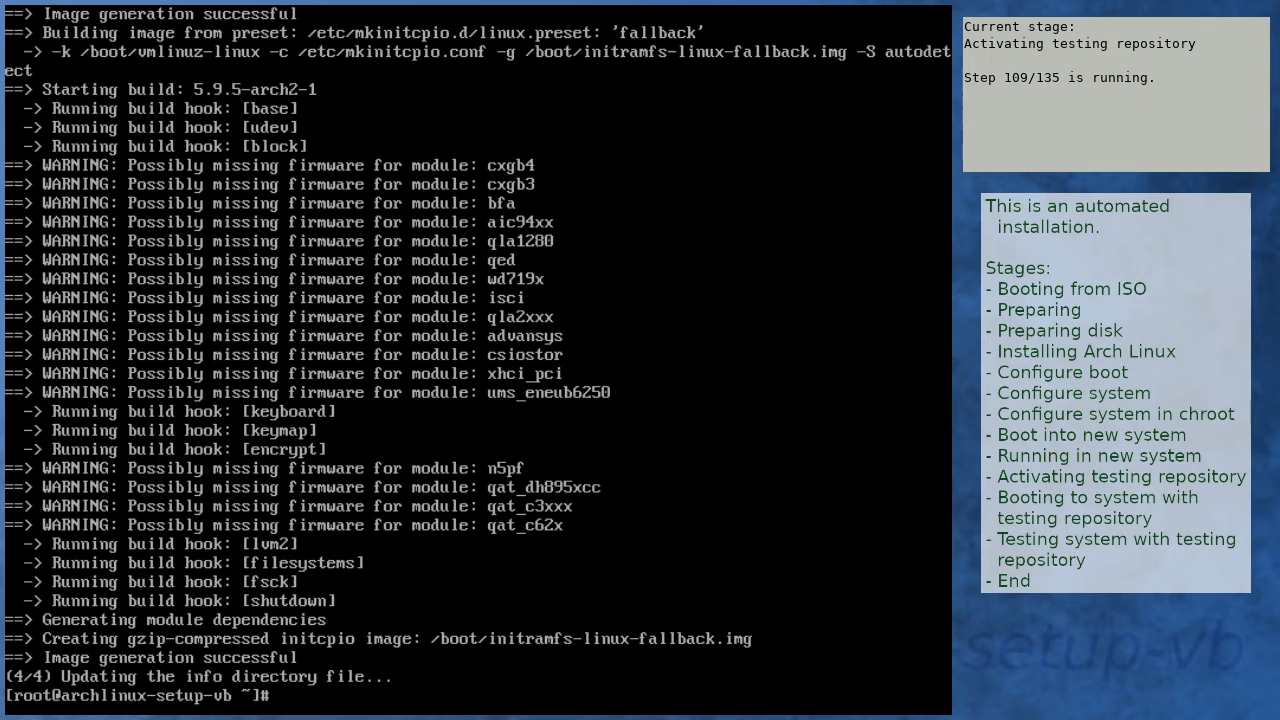 ==> Image generation successful
==> Building image from preset: /etc/mkinitcpio.d/linux.preset: 'fallback'
  -> -k /boot/vmlinuz-linux -c /etc/mkinitcpio.conf -g /boot/initramfs-linux-fallback.img -S autodet
ect
==> Starting build: 5.9.5-arch2-1
  -> Running build hook: [base]
  -> Running build hook: [udev]
  -> Running build hook: [block]
==> WARNING: Possibly missing firmware for module: cxgb4
==> WARNING: Possibly missing firmware for module: cxgb3
==> WARNING: Possibly missing firmware for module: bfa
==> WARNING: Possibly missing firmware for module: aic94xx
==> WARNING: Possibly missing firmware for module: qla1280
==> WARNING: Possibly missing firmware for module: qed
==> WARNING: Possibly missing firmware for module: wd719x
==> WARNING: Possibly missing firmware for module: isci
==> WARNING: Possibly missing firmware for module: qla2xxx
==> WARNING: Possibly missing firmware for module: advansys
==> WARNING: Possibly missing firmware for module: csiostor
==> WARNING: Possibly missing firmware for module: xhci_pci
==> WARNING: Possibly missing firmware for module: ums_eneub6250
  -> Running build hook: [keyboard]
  -> Running build hook: [keymap]
  -> Running build hook: [encrypt]
==> WARNING: Possibly missing firmware for module: n5pf
==> WARNING: Possibly missing firmware for module: qat_dh895xcc
==> WARNING: Possibly missing firmware for module: qat_c3xxx
==> WARNING: Possibly missing firmware for module: qat_c62x
  -> Running build hook: [lvm2]
  -> Running build hook: [filesystems]
  -> Running build hook: [fsck]
  -> Running build hook: [shutdown]
==> Generating module dependencies
==> Creating gzip-compressed initcpio image: /boot/initramfs-linux-fallback.img
==> Image generation successful
(4/4) Updating the info directory file...
[root@archlinux-setup-vb ~]#
Current stage:
Activating testing repository
Step 109/135 is running.
This is an automated
installation.
Stages:
- Booting from ISO
- Preparing
- Preparing disk
- Installing Arch Linux
- Configure boot
- Configure system
- Configure system in chroot
- Boot into new system
- Running in new system
- Activating testing repository
- Booting to system with
testing repository
- Testing system with testing
repository
- End
setup-vb